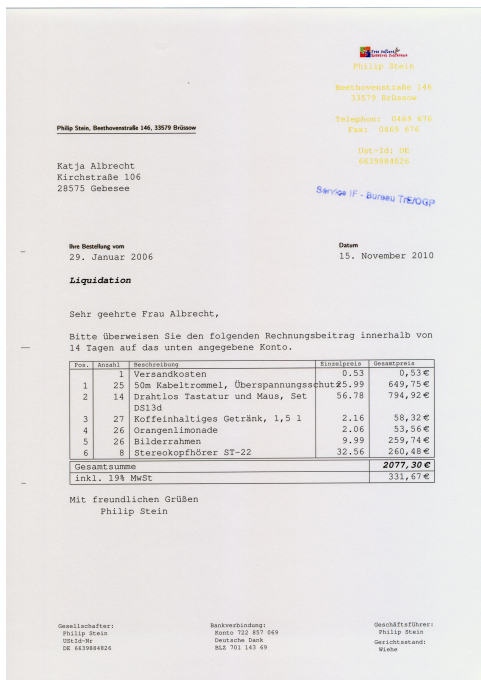 Philip Stein
Beethovenstraße 146
33579 Brüssow
Telephon: 0469 676
Fax: 0469 676
Ust-Id: DE
6639884826
Philip Stein, Beethovenstraße 146, 33579 Brüssow
Katja Albrecht
Kirchstraße 106
28575 Gebesee
Service IF - Bureau TrE/OGP
Ihre Bestellung vom
29. Januar 2006
Datum
15. November 2010
Liquidation
Sehr geehrte Frau Albrecht,
Bitte überweisen Sie den folgenden Rechnungsbeitrag innerhalb von
14 Tagen auf das unten angegebene Konto.
Pos. Anzahl Beschreibung Einzelpreis Gesamtpreis
1 Versandkosten 0.53 0,53 €
1 25 50m Kabeltrommel, Überspannungsschutz 25.99 649,75 €
2 14 Drahtlos Tastatur und Maus, Set 56.78 794,92 €
DS13d
3 27 Koffeinhaltiges Getränk, 1,5 l 2.16 58,32 €
4 26 Orangenlimonade 2.06 53,56 €
5 26 Bilderrahmen 9.99 259,74 €
6 8 Stereokopfhörer ST-22 32.56 260,48 €
Gesamtsumme 2077,30 €
inkl. 19% MwSt 331,67 €
Mit freundlichen Grüßen
Philip Stein
Gesellschafter:
Philip Stein
UStId-Nr
DE 6639884826
Bankverbindung:
Konto 722 857 069
Deutsche Dank
BLZ 701 143 69
Geschäftsführer:
Philip Stein
Gerichtsstand:
Wiehe